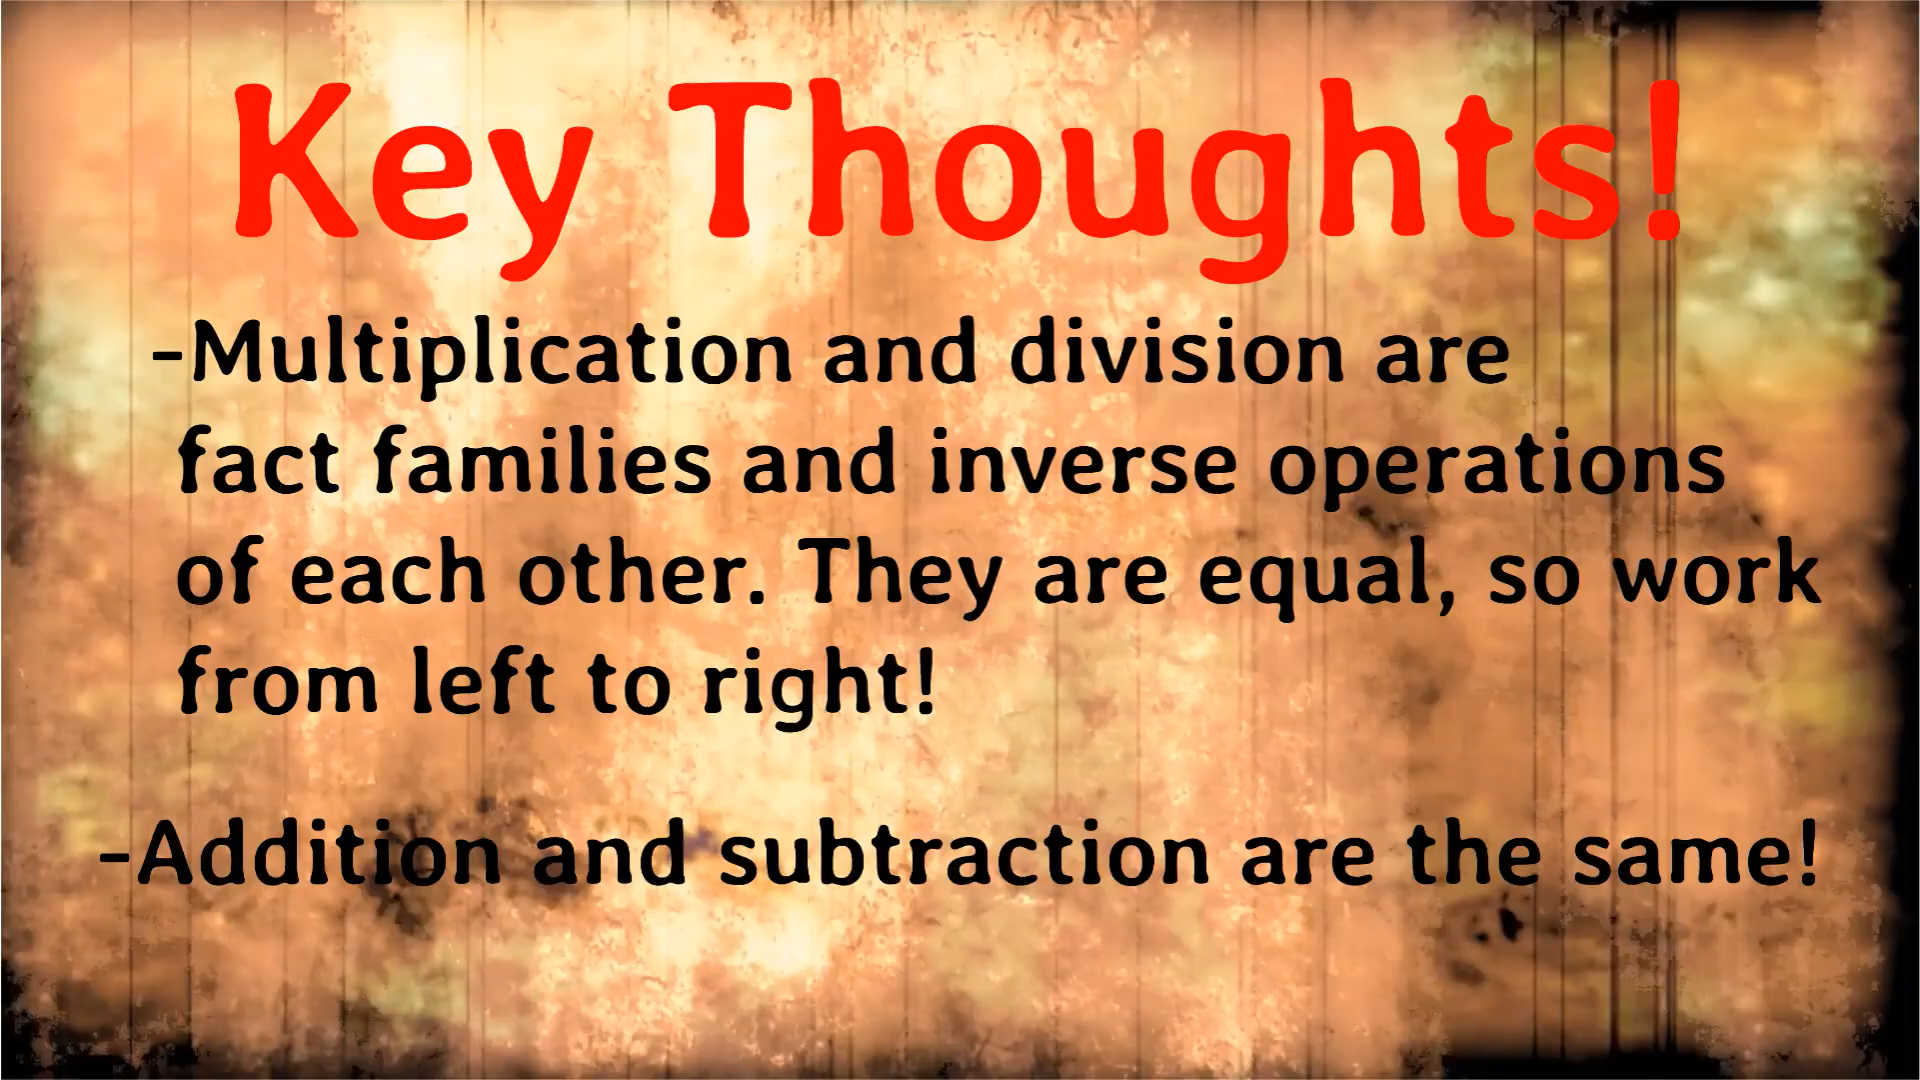 Key Thoughts!
-Multiplication and division are
fact families and inverse operations
of each other. They are equal, so work
from left to right!
-Addition and subtraction are the same!